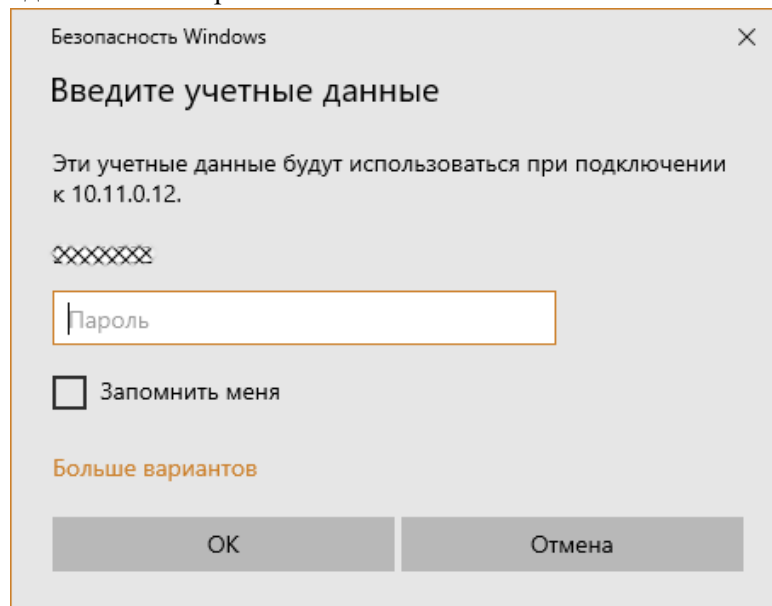 Безопасность Windows
Введите учетные данные
Эти учетные данные будут использоваться при подключении
к 10.11.0.12.
Пароль
Запомнить меня
Больше вариантов
ОК
Отмена